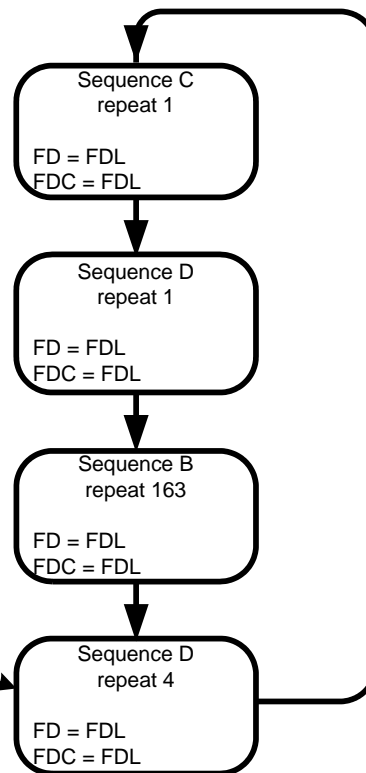 Sequence C
repeat 1
FD = FDL
FDC = FDL
Sequence D
repeat 1
FD = FDL
FDC = FDL
Sequence B
repeat 163
FD = FDL
FDC = FDL
Sequence D
repeat 4
FD = FDL
FDC = FDL